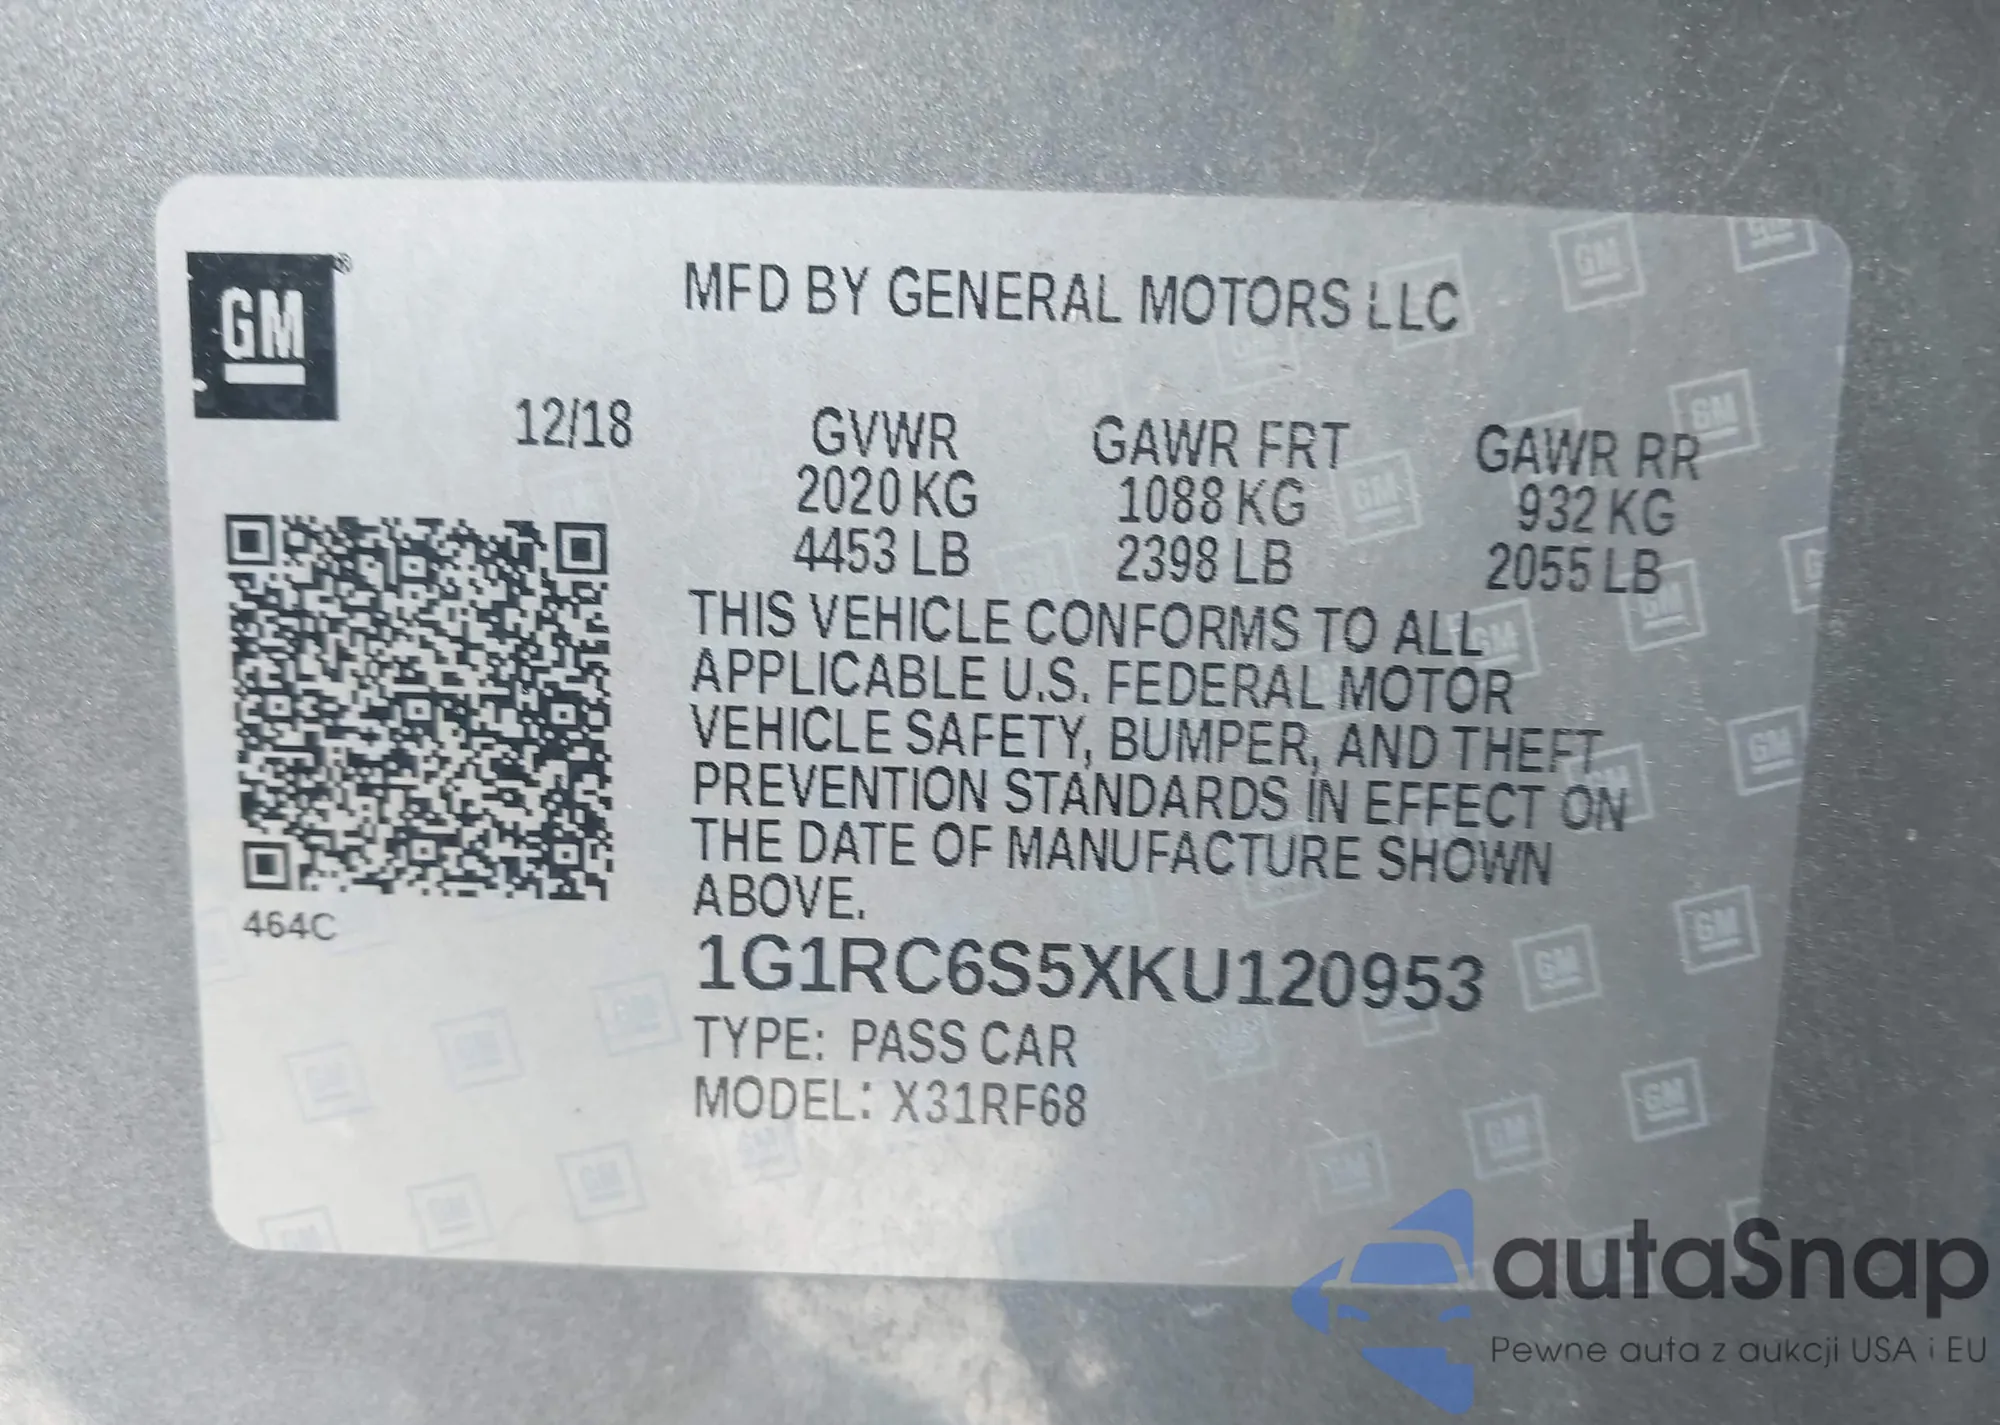 GM®
MFD BY GENERAL MOTORS LLC
12/18
GVWR GAWR FRT GAWR RR
2020 KG 1088 KG 932 KG
4453 LB 2398 LB 2055 LB
THIS VEHICLE CONFORMS TO ALL
APPLICABLE U.S. FEDERAL MOTOR
VEHICLE SAFETY, BUMPER, AND THEFT
PREVENTION STANDARDS IN EFFECT ON
THE DATE OF MANUFACTURE SHOWN
ABOVE.
464C
1G1RC6S5XKU120953
TYPE: PASS CAR
MODEL: X31RF68
autaSnap
Pewne auta z aukcji USA i EU